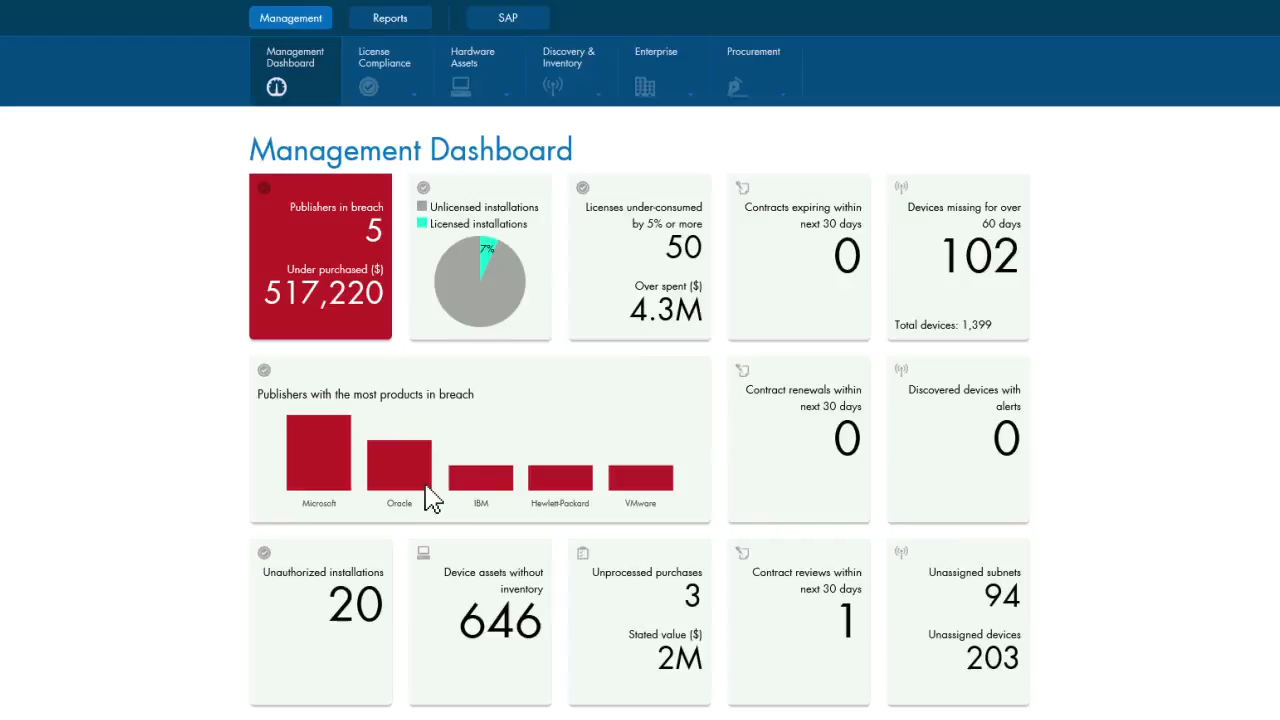 Management
Reports
SAP
Management
Dashboard
License
Compliance
Hardware
Assets
Discovery &
Inventory
Enterprise
Procurement
Management Dashboard
Publishers in breach
5
Under purchased ($)
517,220
Unlicensed installations
Licensed installations
7%
Licenses under-consumed
by 5% or more
50
Over spent ($)
4.3M
Contracts expiring within
next 30 days
0
Devices missing for over
60 days
102
Total devices: 1,399
Publishers with the most products in breach
Microsoft
Oracle
IBM
Hewlett-Packard
VMware
Contract renewals within
next 30 days
0
Discovered devices with
alerts
0
Unauthorized installations
20
Device assets without
inventory
646
Unprocessed purchases
3
Stated value ($)
2M
Contract reviews within
next 30 days
1
Unassigned subnets
94
Unassigned devices
203